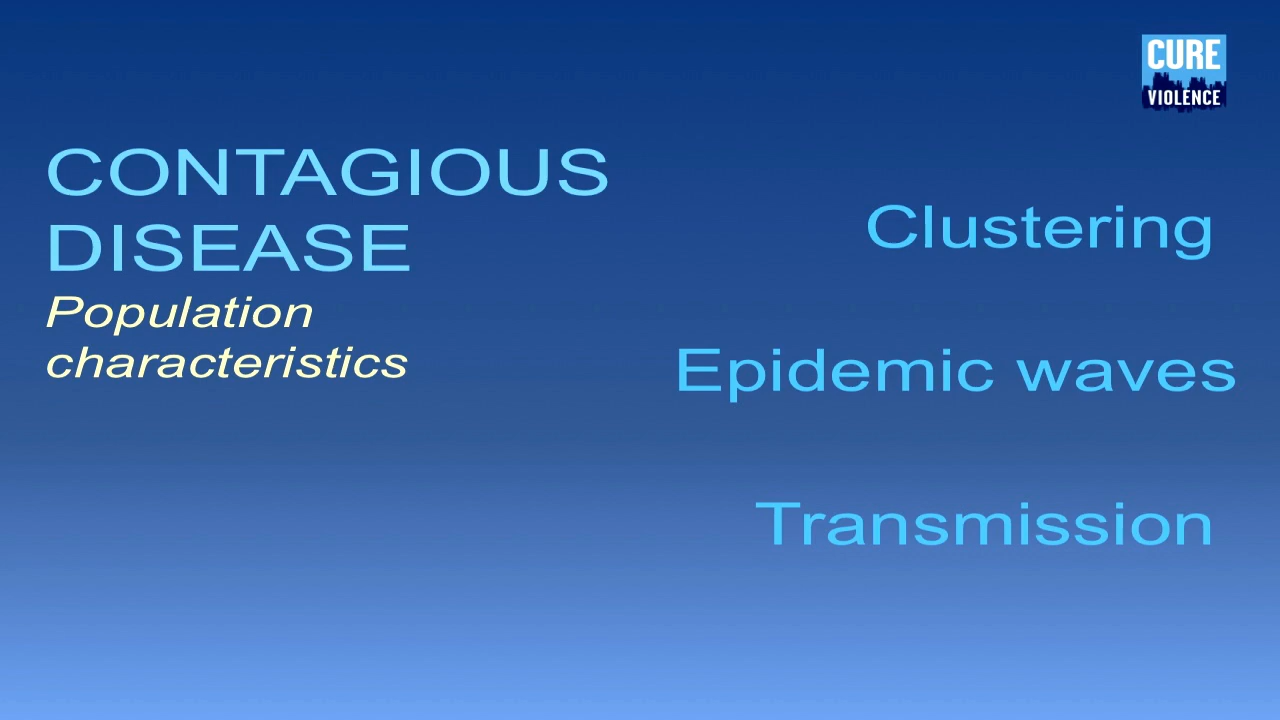 CURE
VIOLENCE
CONTAGIOUS
DISEASE
Population
characteristics
Clustering
Epidemic waves
Transmission